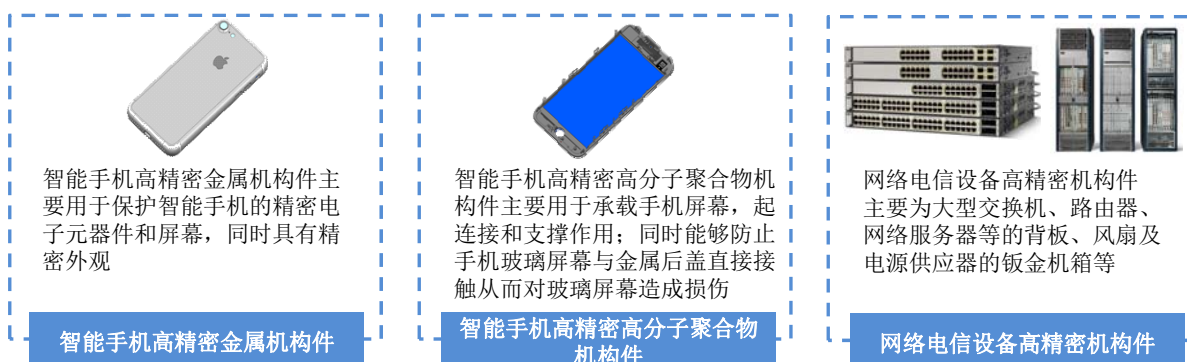 智能手机高精密金属机构件主
要用于保护智能手机的精密电
子元器件和屏幕，同时具有精
密外观
智能手机高精密金属机构件
智能手机高精密高分子聚合物机
构件主要用于承载手机屏幕，起
连接和支撑作用；同时能够防止
手机玻璃屏幕与金属后盖直接接
触从而对玻璃屏幕造成损伤
智能手机高精密高分子聚合物
机构件
网络电信设备高精密机构件
主要为大型交换机、路由器、
网络服务器等的背板、风扇及
电源供应器的钣金机箱等
网络电信设备高精密机构件